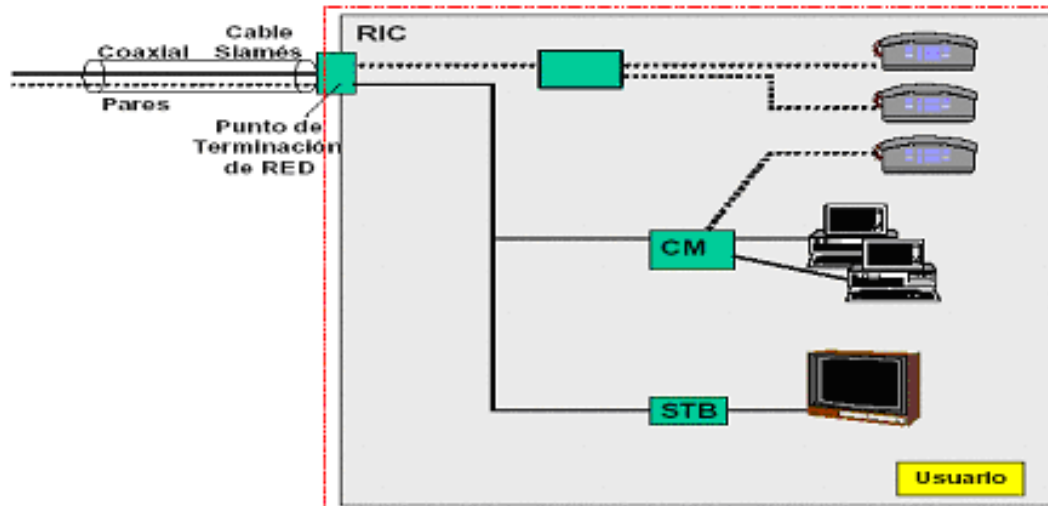 RIC
Cable
Coaxial Siamés
Pares
Punto de
Terminación
de RED
CM
STB
Usuario